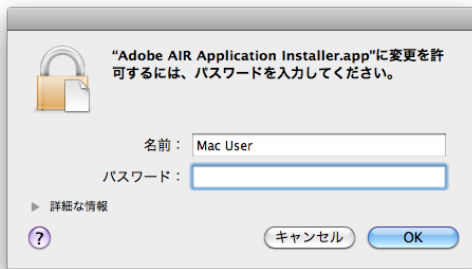 “Adobe AIR Application Installer.app”に変更を許
可するには、パスワードを入力してください。
名前：
Mac User
パスワード：
詳細な情報
?
キャンセル
OK